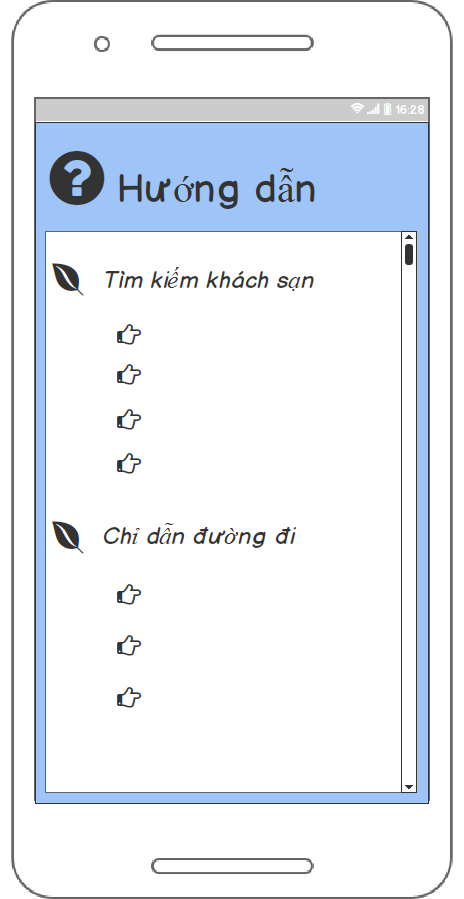 16:28
? Hướng dẫn
Tìm kiếm khách sạn
Chỉ dẫn đường đi